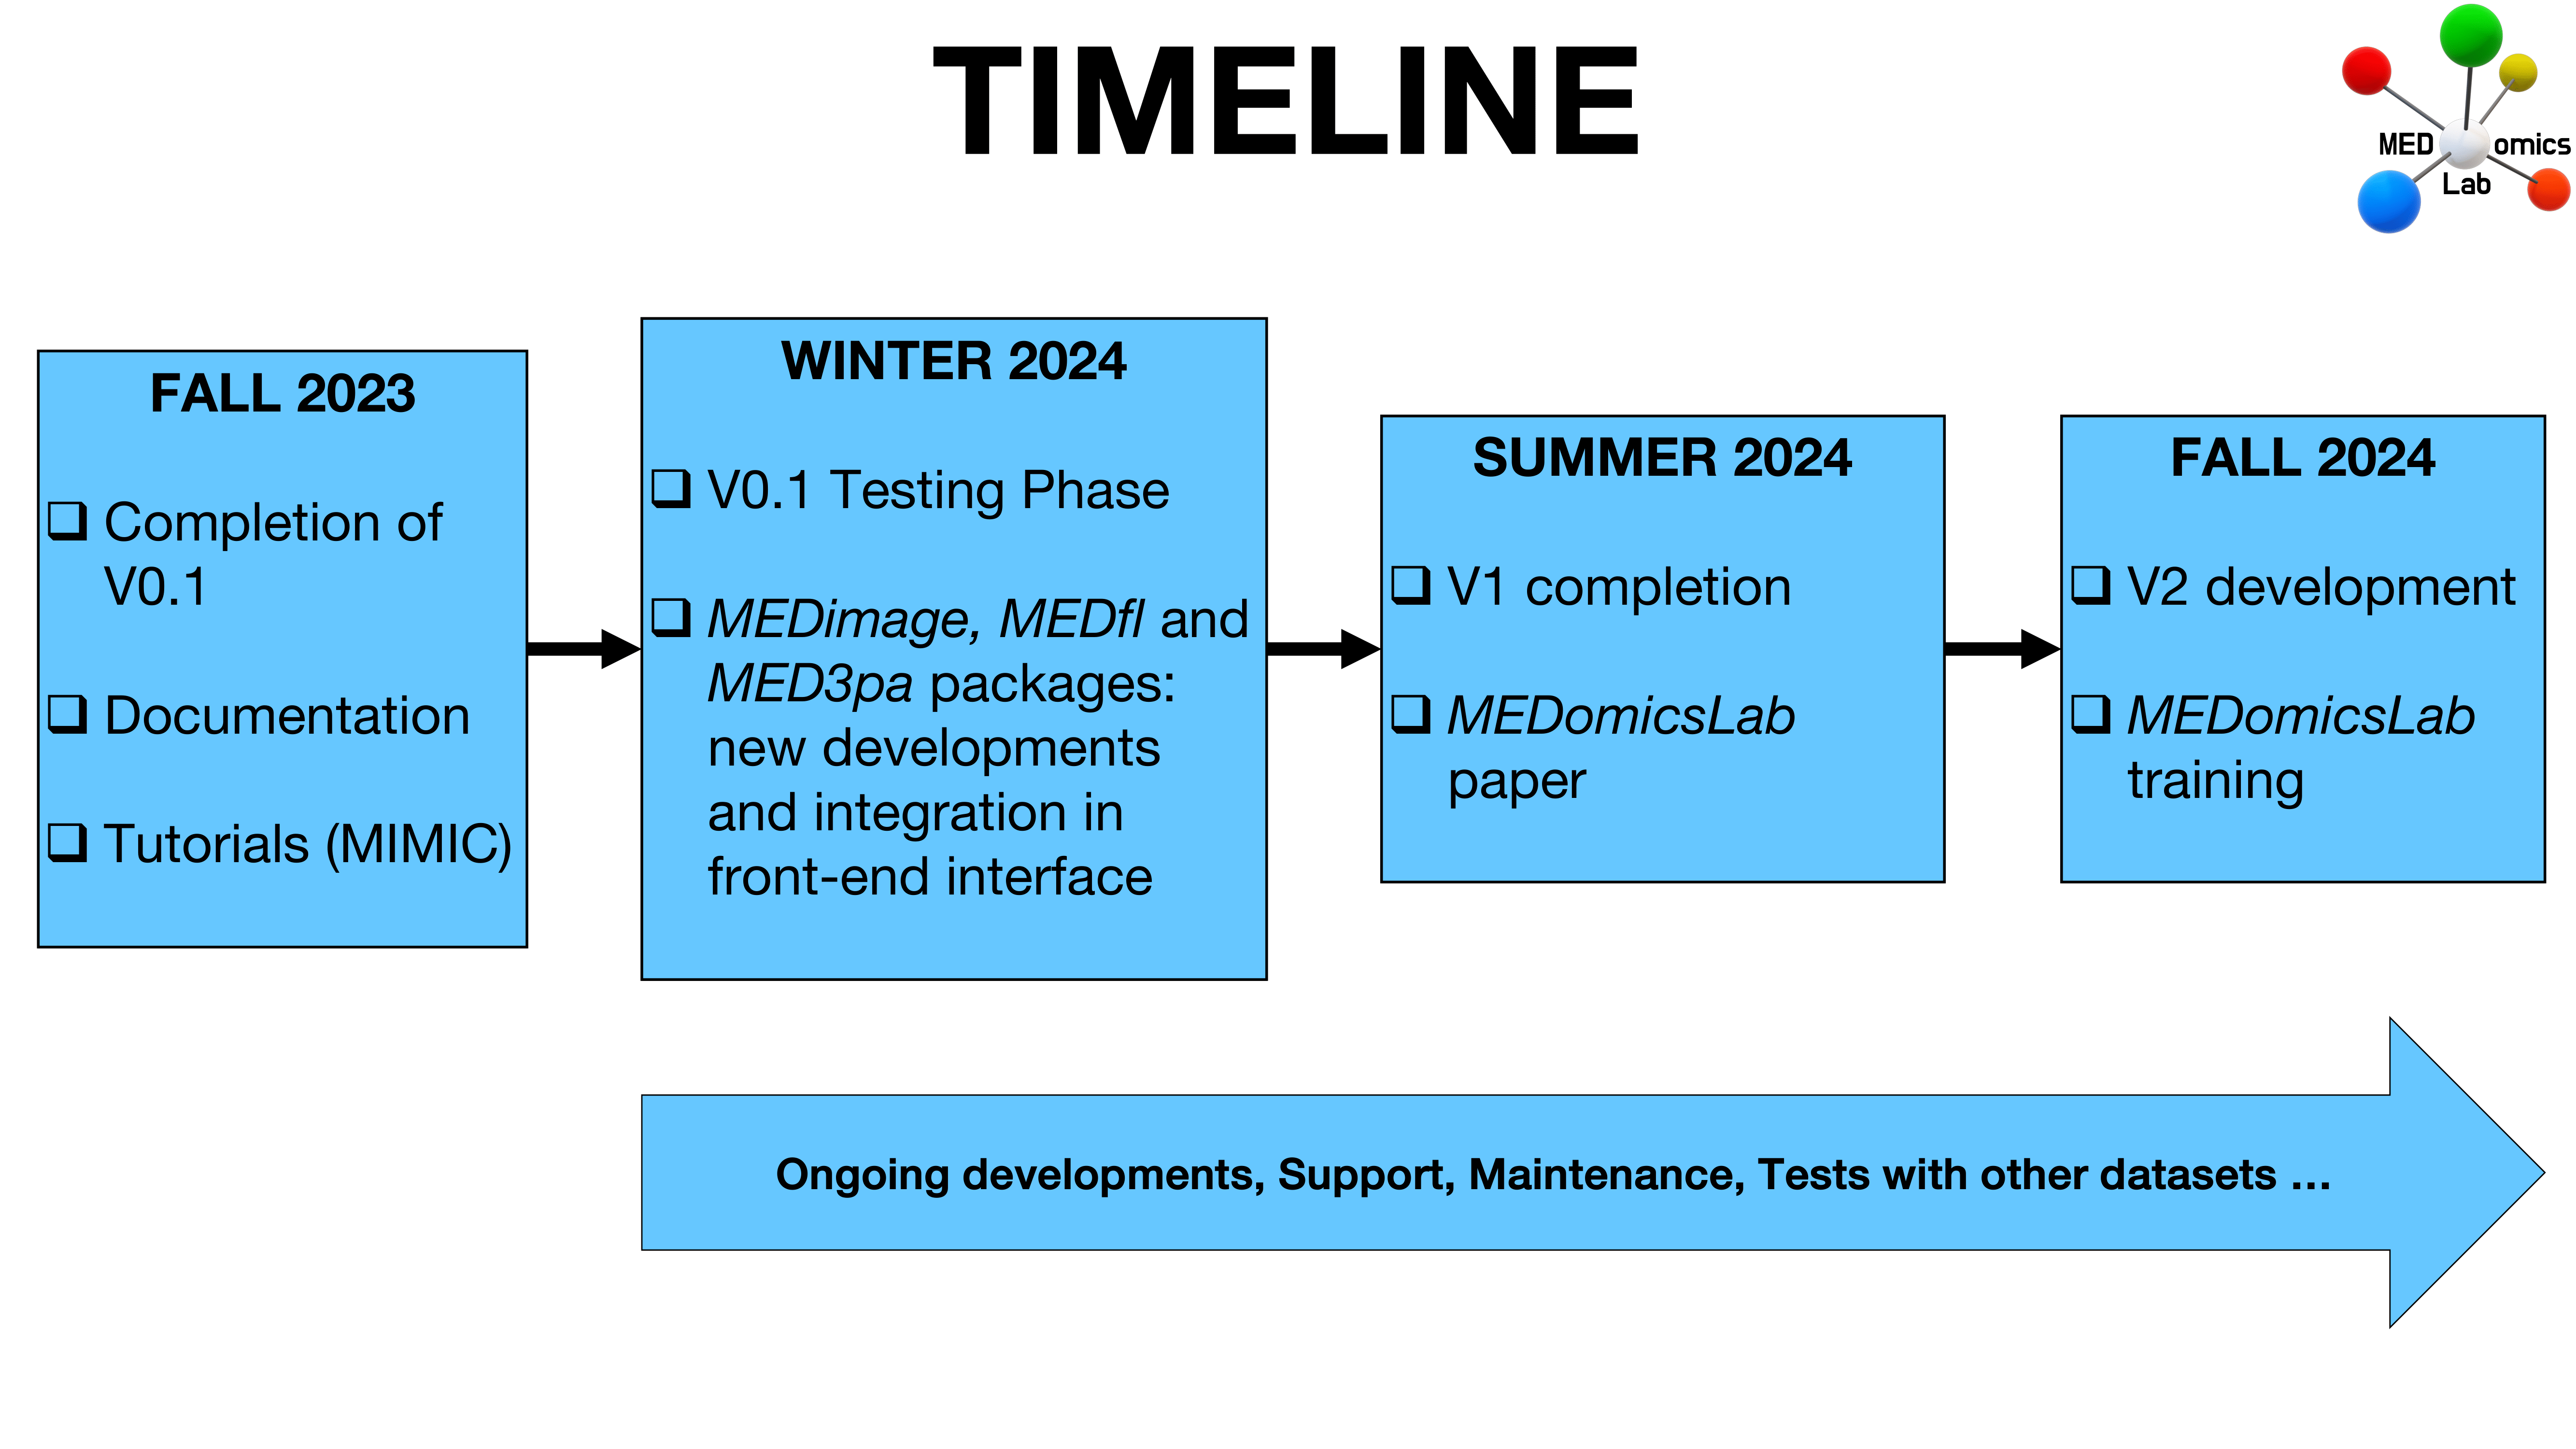 TIMELINE
MED omics
Lab
FALL 2023
❑ Completion of
V0.1
❑ Documentation
❑ Tutorials (MIMIC)
WINTER 2024
❑ V0.1 Testing Phase
❑ MEDimage, MEDfl and
MED3pa packages:
new developments
and integration in
front-end interface
SUMMER 2024
❑ V1 completion
❑ MEDomicsLab
paper
FALL 2024
❑ V2 development
❑ MEDomicsLab
training
Ongoing developments, Support, Maintenance, Tests with other datasets ...